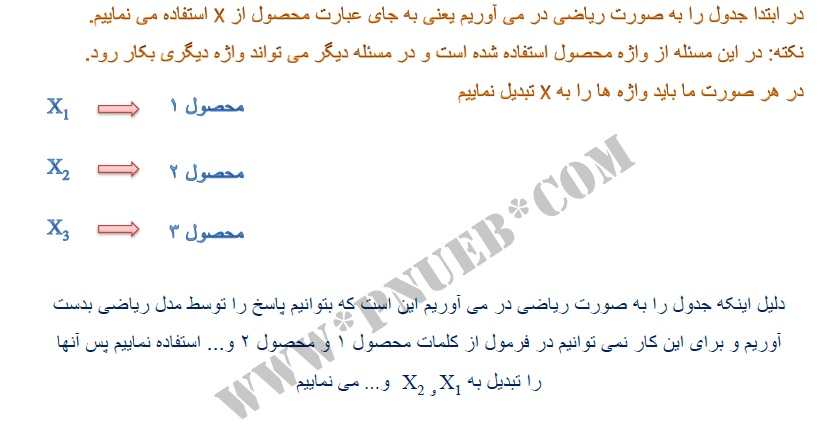 در ابتدا جدول را به صورت ریاضی در می آوریم یعنی به جای عبارت محصول از X استفاده می نماییم.
نکته: در این مسئله از واژه محصول استفاده شده است و در مسئله دیگر می تواند واژه دیگری بکار رود.
در هر صورت ما باید واژه ها را به X تبدیل نماییم
محصول ۱ X1
محصول ۲ X2
محصول ۳ X3
دلیل اینکه جدول را به صورت ریاضی در می آوریم این است که بتوانیم پاسخ را توسط مدل ریاضی بدست
آوریم و برای این کار نمی توانیم در فرمول از کلمات محصول ۱ و محصول ۲ و... استفاده نماییم پس آنها
را تبدیل به X1 و X2 و... می نماییم
WWW*PNUEB*COM